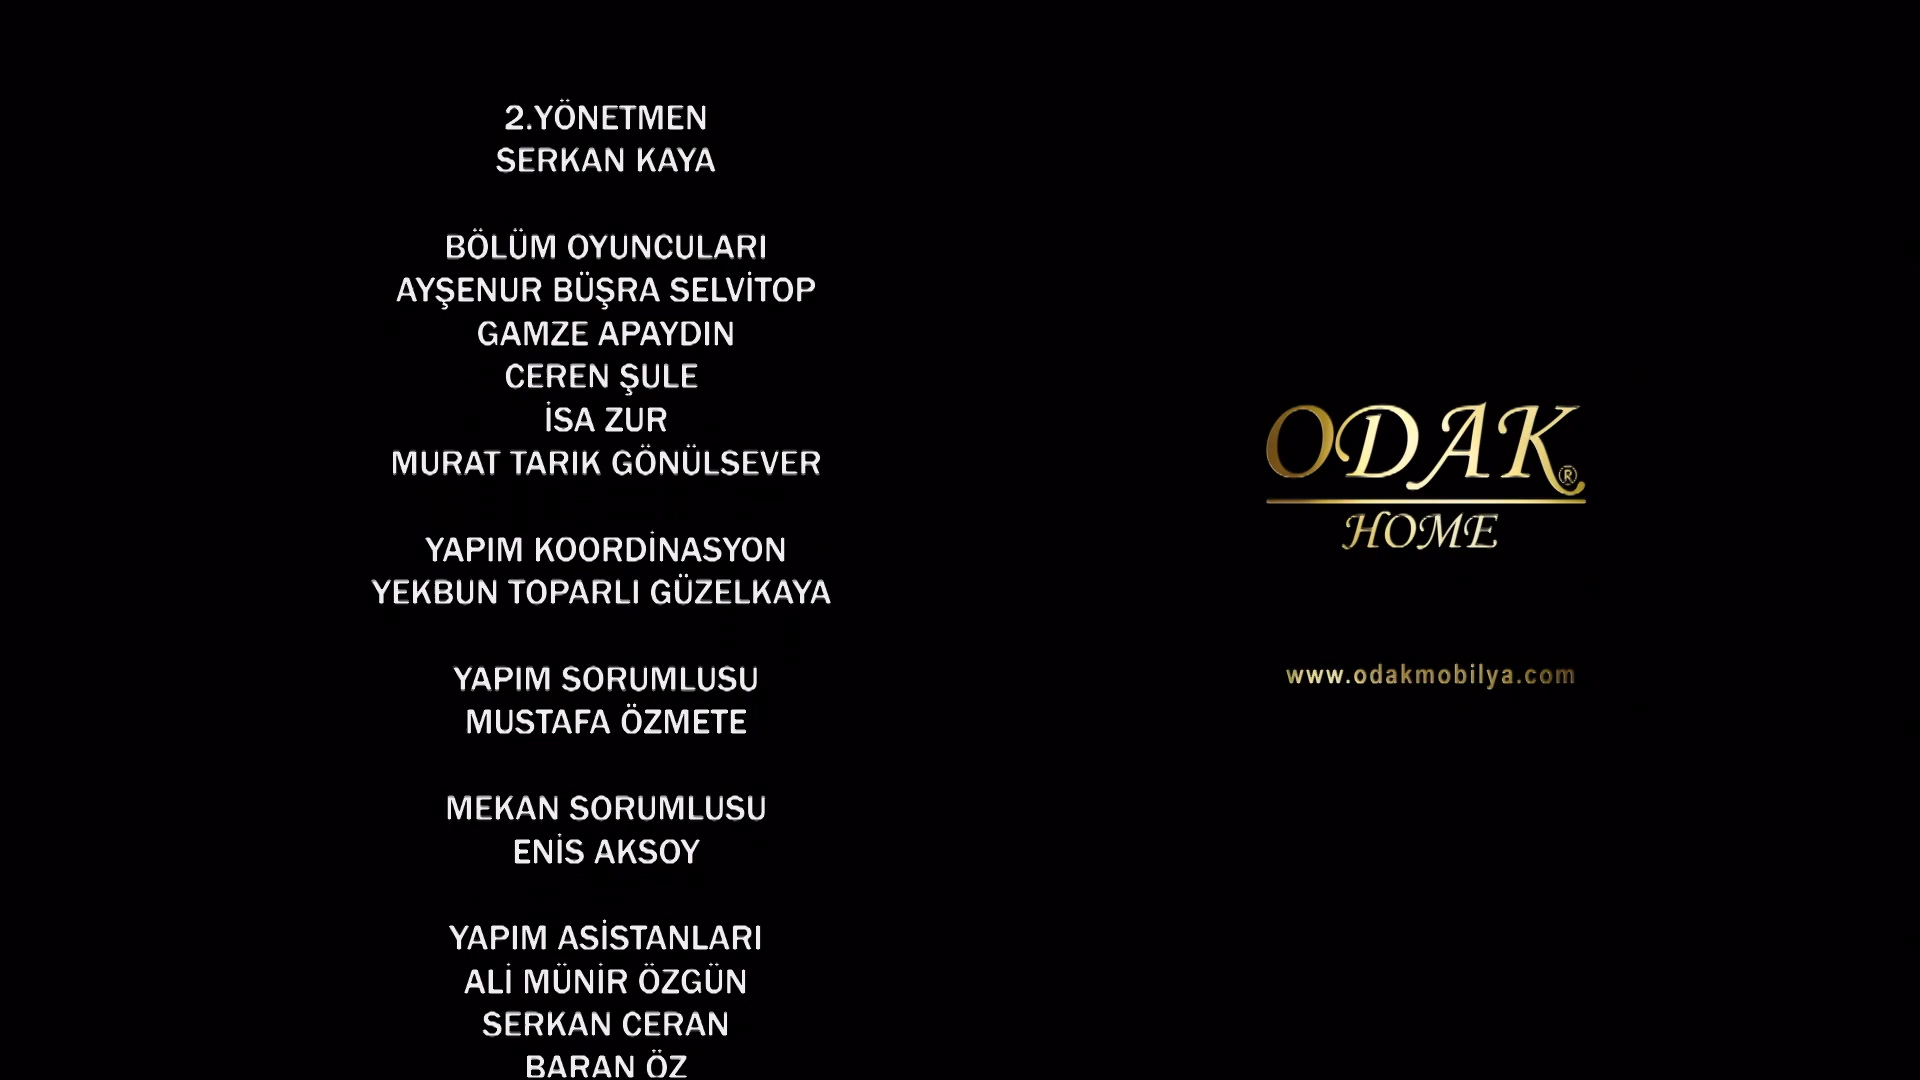 2.YÖNETMEN
SERKAN KAYA
BÖLÜM OYUNCULARI
AYŞENUR BÜŞRA SELVİTOP
GAMZE APAYDIN
CEREN ŞULE
İSA ZUR
MURAT TARIK GÖNÜLSEVER
YAPIM KOORDİNASYON
YEKBUN TOPARLI GÜZELKAYA
YAPIM SORUMLUSU
MUSTAFA ÖZMETE
MEKAN SORUMLUSU
ENİS AKSOY
YAPIM ASİSTANLARI
ALİ MÜNİR ÖZGÜN
SERKAN CERAN
BARAN ÖZ
ODAK®
HOME
www.odakmobilya.com